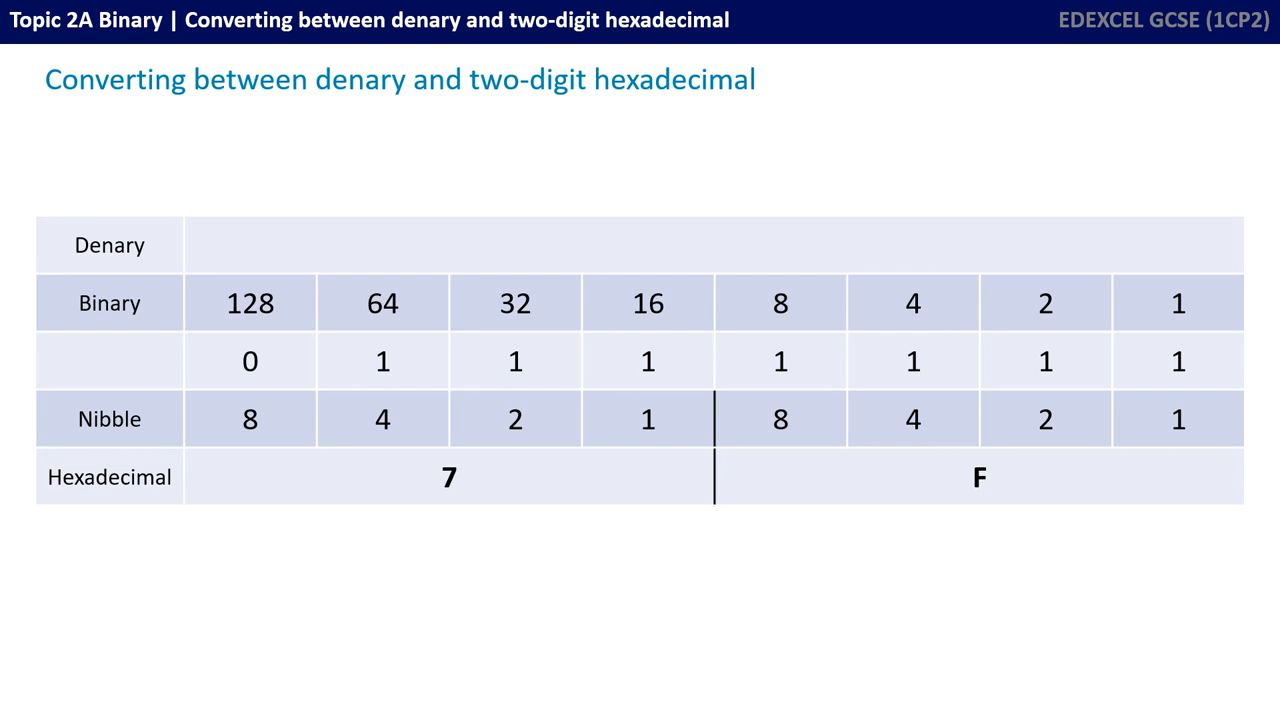 Topic 2A Binary | Converting between denary and two-digit hexadecimal EDEXCEL GCSE (1CP2)
Converting between denary and two-digit hexadecimal
Denary
Binary 128 64 32 16 8 4 2 1
0 1 1 1 1 1 1 1
Nibble 8 4 2 1 8 4 2 1
Hexadecimal 7 F